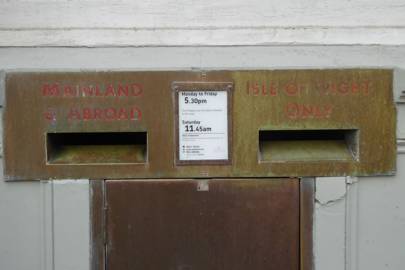 MAINLAND
& ABROAD
Monday to Friday
5.30pm
Saturday
11.45am
ISLE OF WIGHT
ONLY